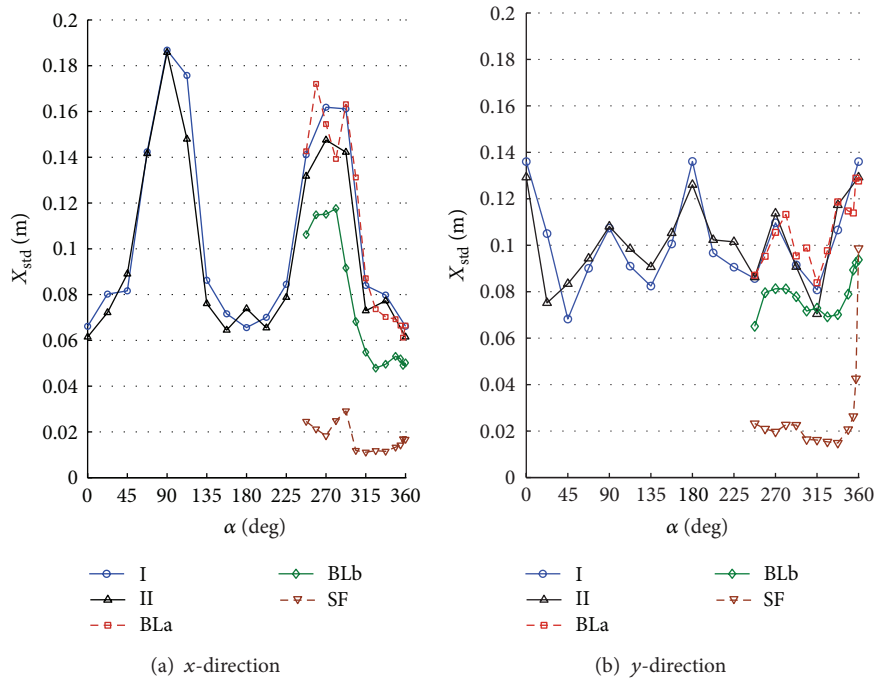 0.2
0.18
0.16
0.14
0.12
0.1
0.08
0.06
0.04
0.02
0
X_std (m)
0 45 90 135 180 225 270 315 360
α (deg)
I
II
BLa
BLb
SF
(a) x-direction
0.2
0.18
0.16
0.14
0.12
0.1
0.08
0.06
0.04
0.02
0
X_std (m)
0 45 90 135 180 225 270 315 360
α (deg)
I
II
BLa
BLb
SF
(b) y-direction